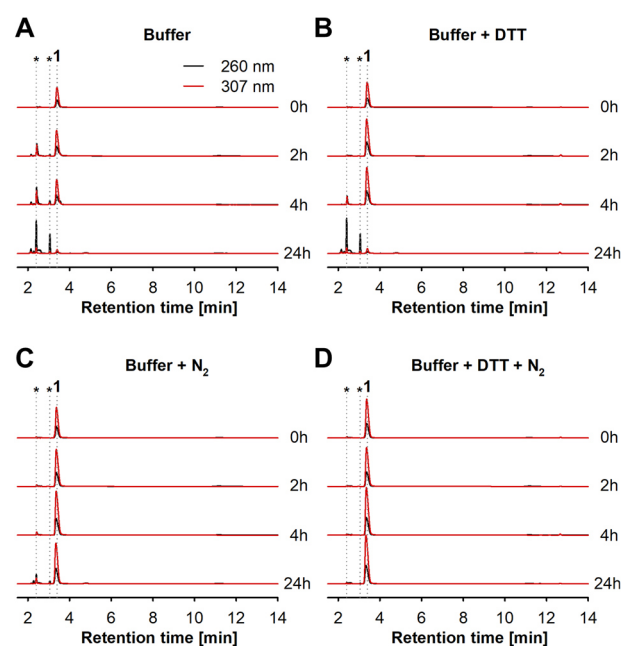 A Buffer
B Buffer + DTT
* * 1
* * 1
260 nm
307 nm
0h
0h
2h
2h
4h
4h
24h
24h
2 4 6 8 10 12 14
2 4 6 8 10 12 14
Retention time [min]
Retention time [min]
C Buffer + N₂
D Buffer + DTT + N₂
* * 1
* * 1
0h
0h
2h
2h
4h
4h
24h
24h
2 4 6 8 10 12 14
2 4 6 8 10 12 14
Retention time [min]
Retention time [min]